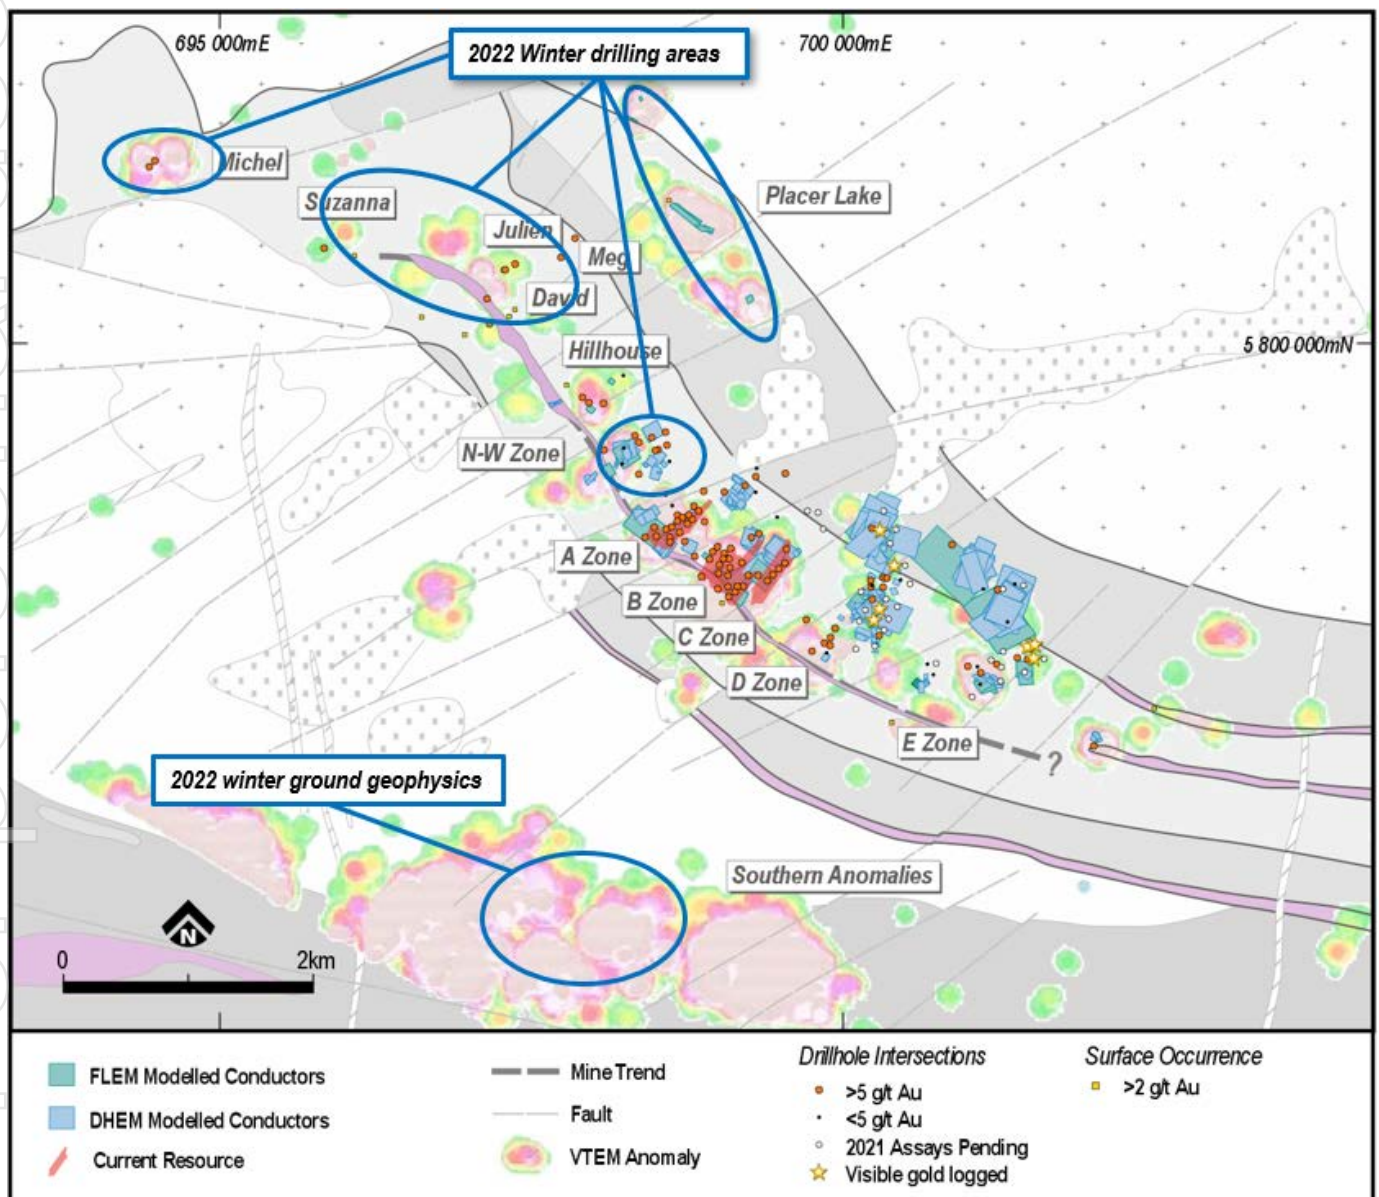 695 000mE
2022 Winter drilling areas
700 000mE
Michel
Suzanna
Placer Lake
Julien
Meg
David
Hillhouse
5 800 000mN
N-W Zone
A Zone
B Zone
C Zone
D Zone
E Zone
?
2022 winter ground geophysics
Southern Anomalies
N
0
2km
FLEM Modelled Conductors
DHEM Modelled Conductors
Current Resource
Mine Trend
Fault
VTEM Anomaly
Drillhole Intersections
>5 g/t Au
<5 g/t Au
2021 Assays Pending
Visible gold logged
Surface Occurrence
>2 g/t Au